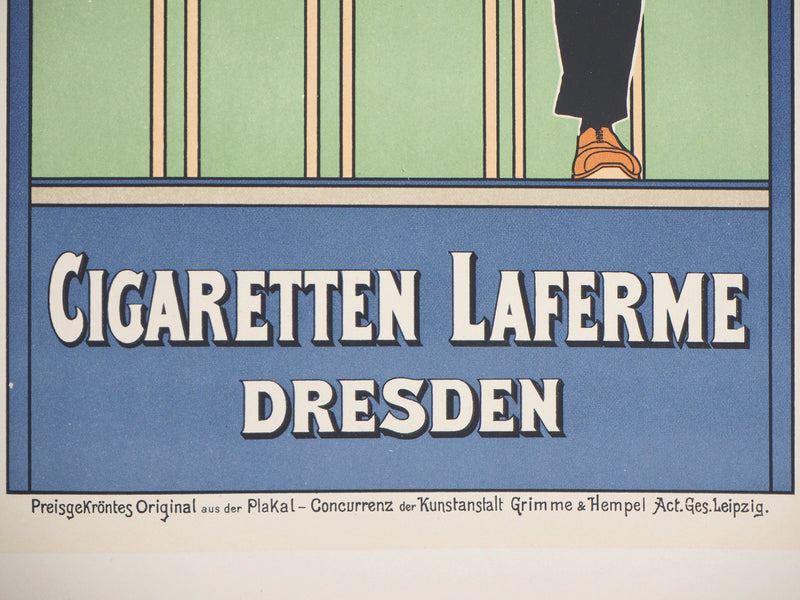 CIGARETTEN LAFERME
DRESDEN
Preisgekröntes Original aus der Plakal – Concurrenz der Kunstanstalt Grimme & Hempel Act. Ges. Leipzig.